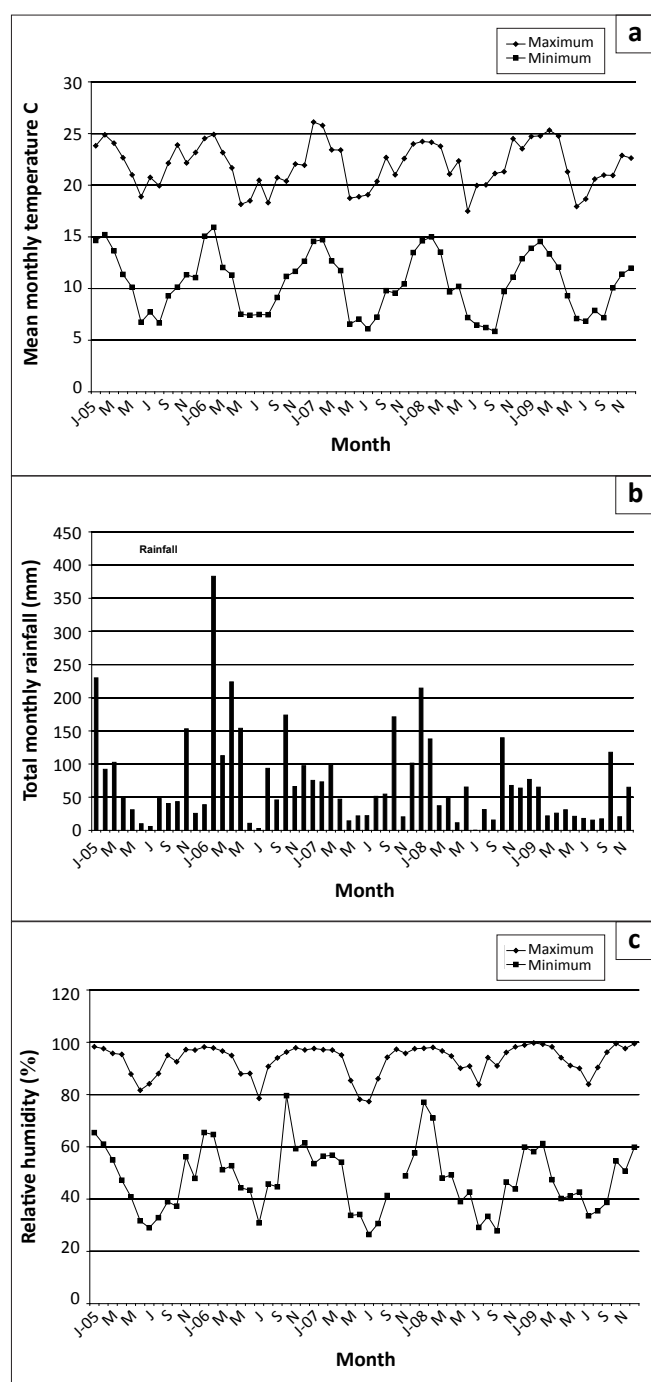 a
Maximum
Minimum
30
25
20
15
10
5
0
Mean monthly temperature C
J-05 M M J S N J-06 M M J S N J-07 M M J S N J-08 M M J S N J-09 M M J S N
Month
b
Rainfall
450
400
350
300
250
200
150
100
50
0
Total monthly rainfall (mm)
J-05 M M J S N J-06 M M J S N J-07 M M J S N J-08 M M J S N J-09 M M J S N
Month
c
Maximum
Minimum
120
100
80
60
40
20
0
Relative humidity (%)
J-05 M M J S N J-06 M M J S N J-07 M M J S N J-08 M M J S N J-09 M M J S N
Month